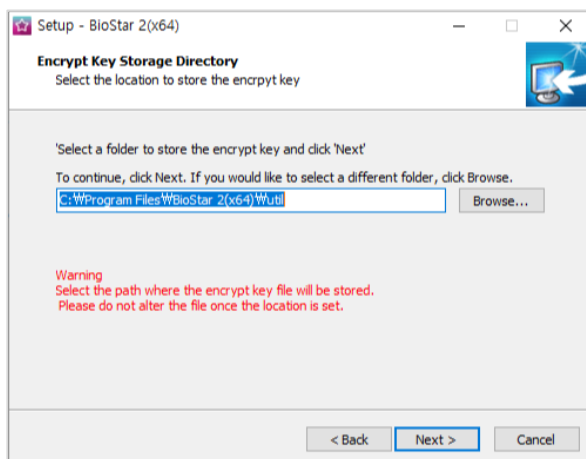 Setup - BioStar 2(x64)
Encrypt Key Storage Directory
Select the location to store the encrpyt key
'Select a folder to store the encrypt key and click 'Next'
To continue, click Next. If you would like to select a different folder, click Browse.
C:₩Program Files₩BioStar 2(x64)₩util
Browse...
Warning
Select the path where the encrypt key file will be stored.
Please do not alter the file once the location is set.
< Back
Next >
Cancel